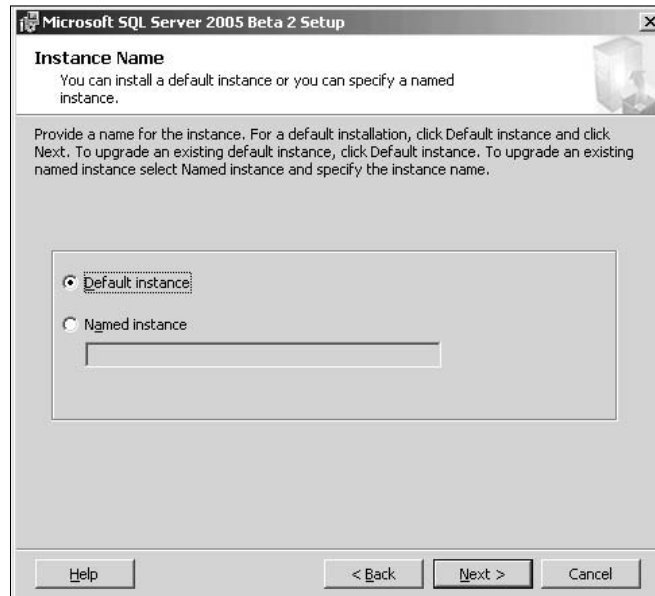 Microsoft SQL Server 2005 Beta 2 Setup
Instance Name
You can install a default instance or you can specify a named
instance.
Provide a name for the instance. For a default installation, click Default instance and click
Next. To upgrade an existing default instance, click Default instance. To upgrade an existing
named instance select Named instance and specify the instance name.
Default instance
Named instance
Help
< Back
Next >
Cancel